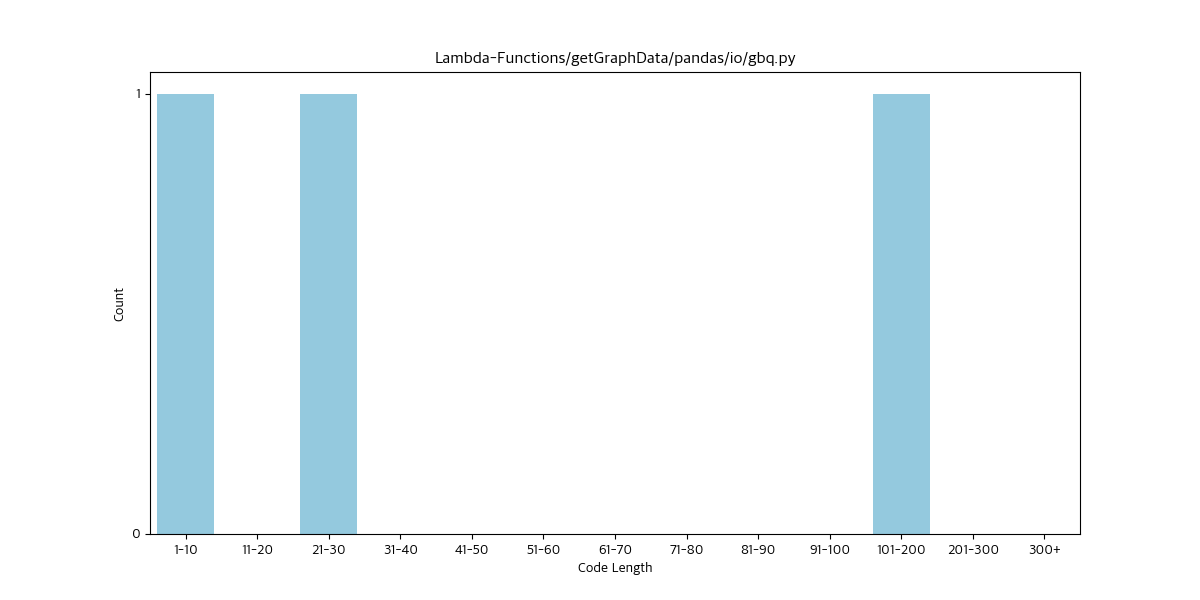 Lambda-Functions/getGraphData/pandas/io/gbq.py
1
Count
0
1-10 11-20 21-30 31-40 41-50 51-60 61-70 71-80 81-90 91-100 101-200 201-300 300+
Code Length